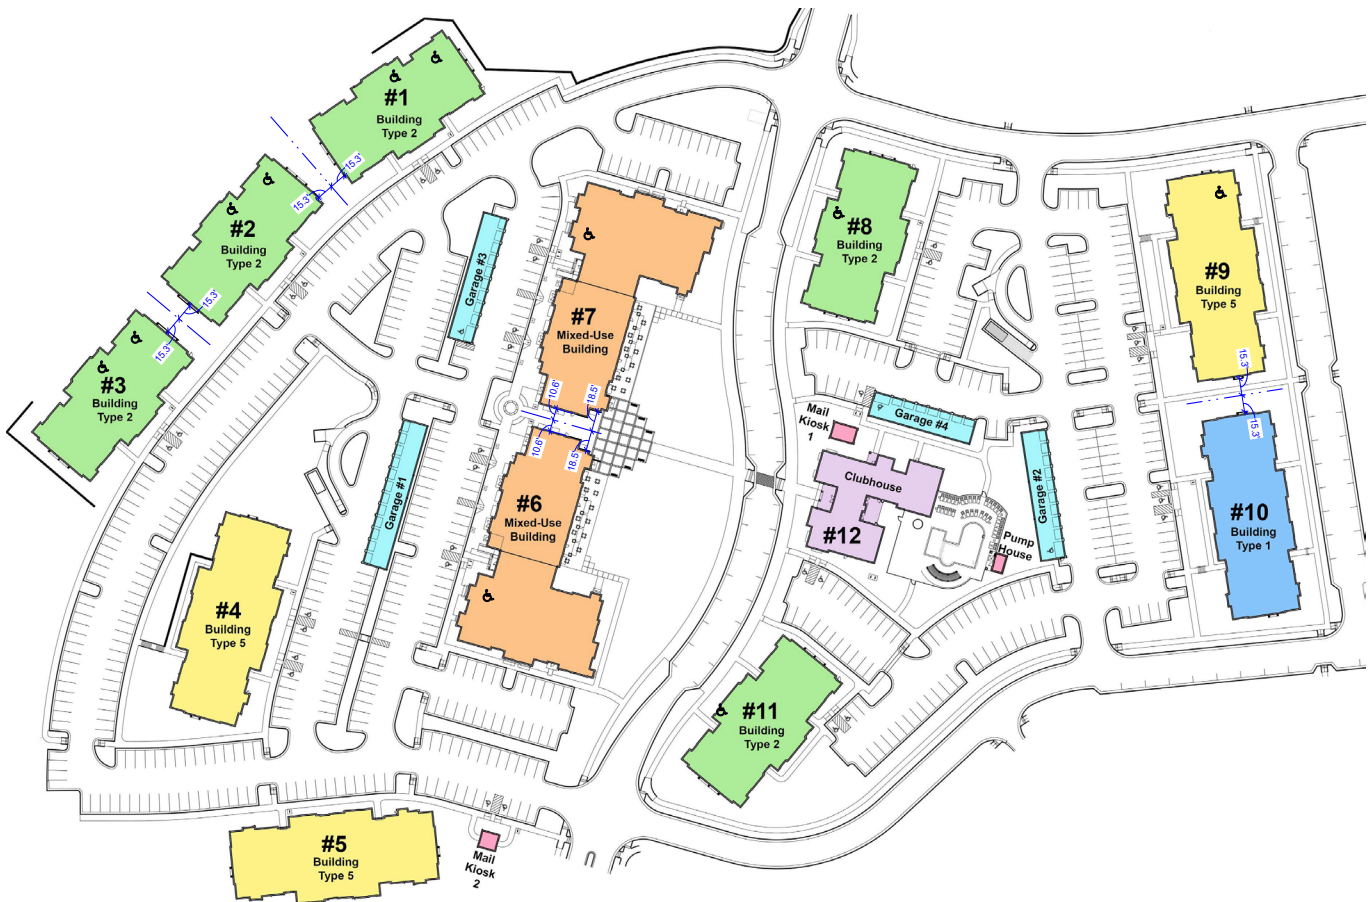 #1
Building
Type 2
15.3'
15.3'
#2
Building
Type 2
15.3'
15.3'
#3
Building
Type 2
Garage #3
#7
Mixed-Use
Building
10.6'
18.5'
10.6'
18.5'
#6
Mixed-Use
Building
Garage #1
#4
Building
Type 5
#5
Building
Type 5
Mail
Kiosk
2
#8
Building
Type 2
#9
Building
Type 5
15.3'
15.3'
#10
Building
Type 1
Mail
Kiosk
1
Garage #4
Garage #2
Clubhouse
#12
Pump
House
#11
Building
Type 2